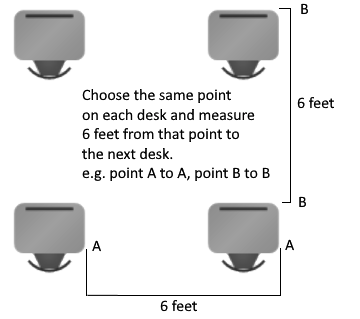 B
Choose the same point
on each desk and measure
6 feet from that point to
the next desk.
e.g. point A to A, point B to B
6 feet
B
A
A
6 feet